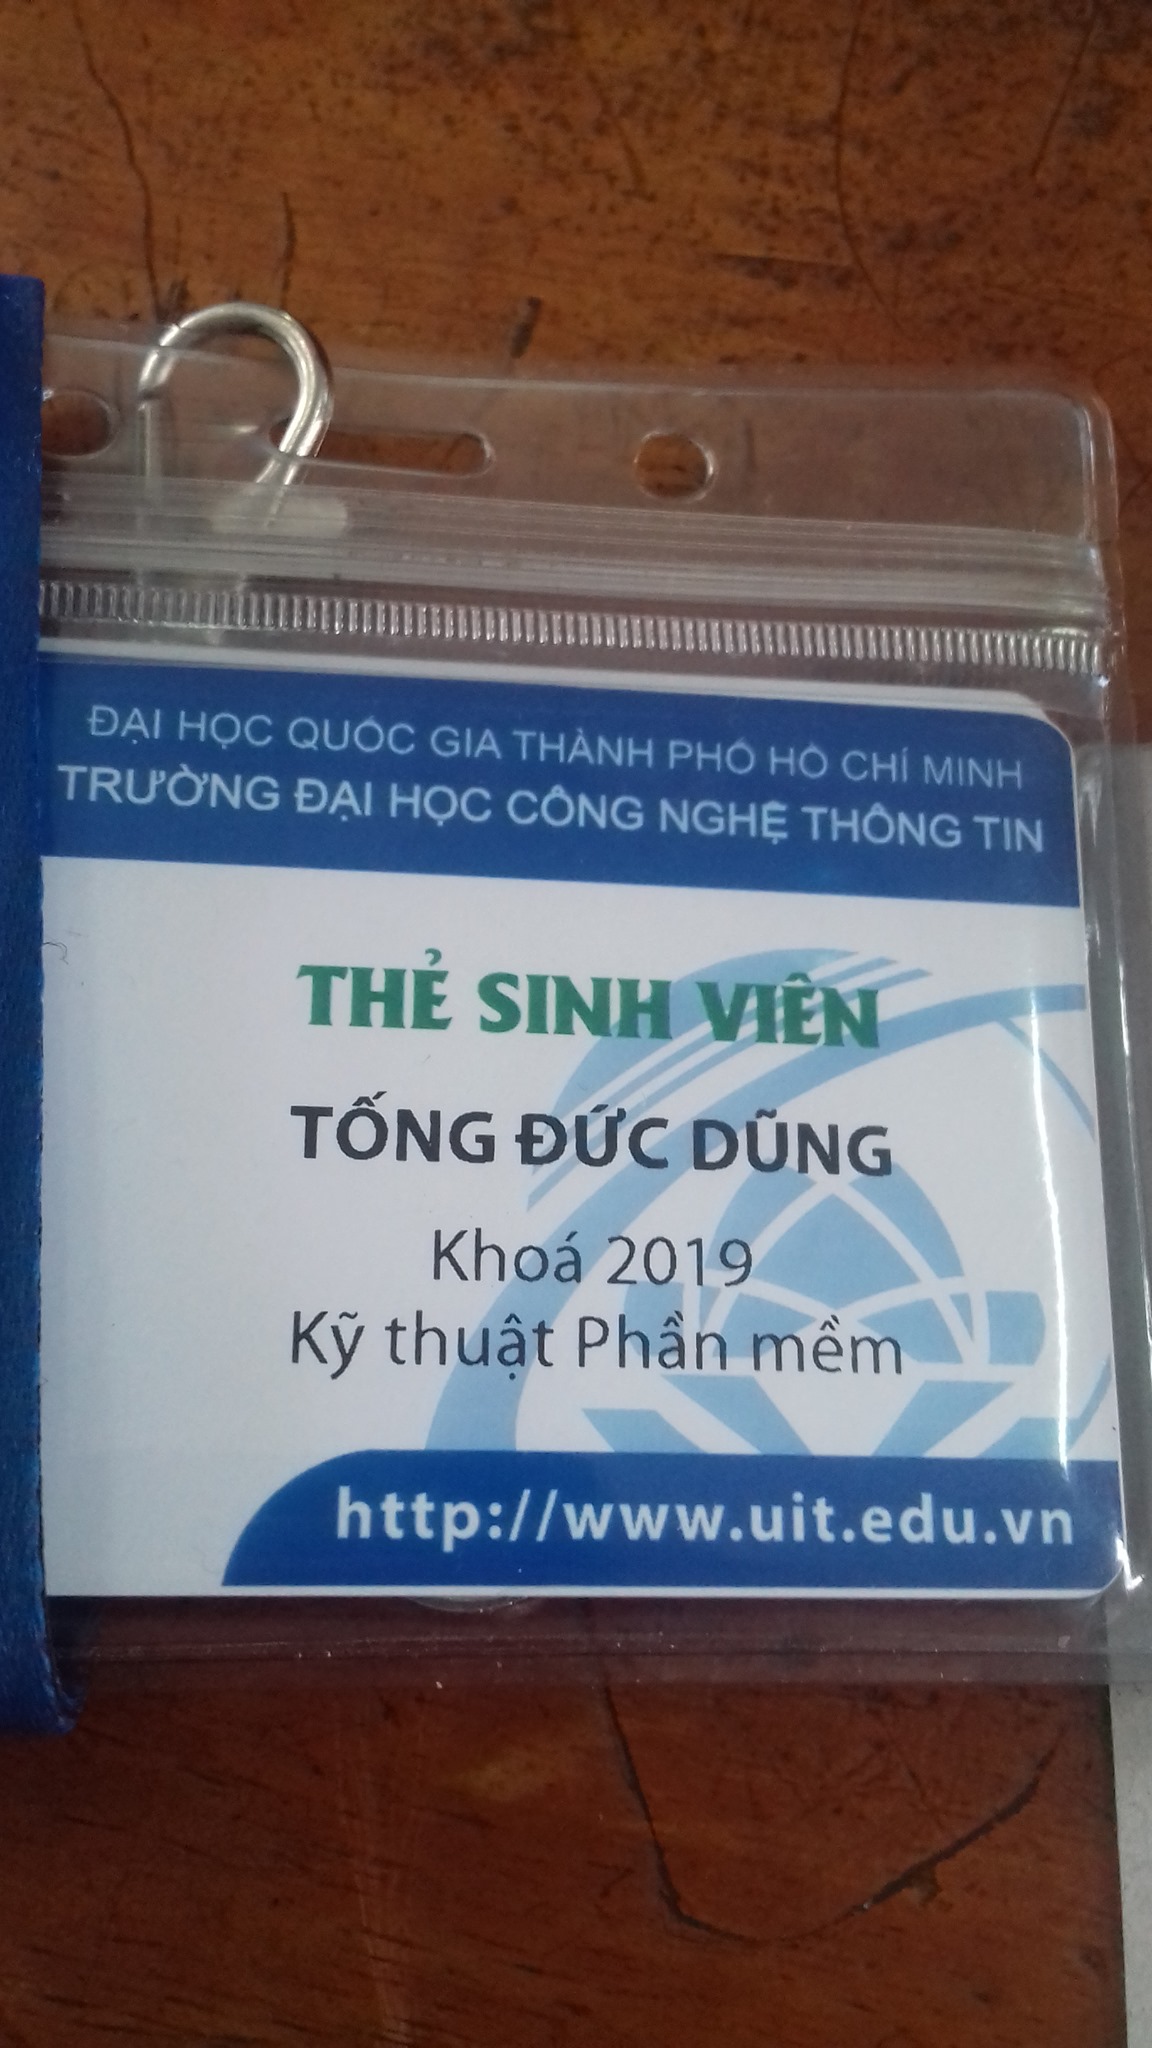 ĐẠI HỌC QUỐC GIA THÀNH PHỐ HỒ CHÍ MINH
TRƯỜNG ĐẠI HỌC CÔNG NGHỆ THÔNG TIN
THẺ SINH VIÊN
TỐNG ĐỨC DŨNG
Khoá 2019
Kỹ thuật Phần mềm
http://www.uit.edu.vn